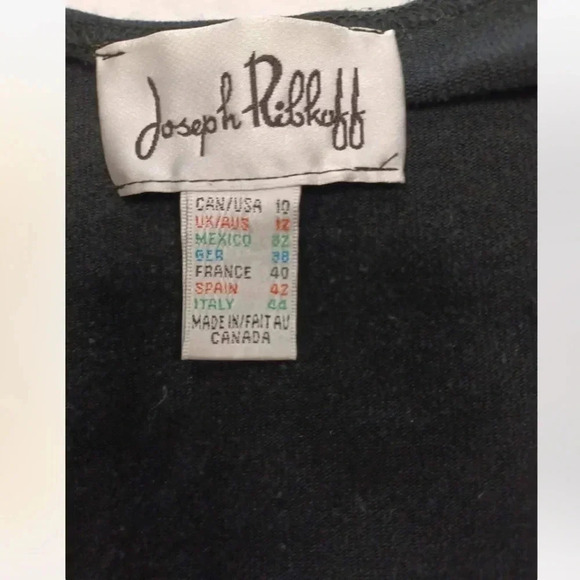 Joseph Ribkoff
CAN/USA 10
UK/AUS 12
MEXICO 32
GER 38
FRANCE 40
SPAIN 42
ITALY 44
MADE IN/FAIT AU
CANADA